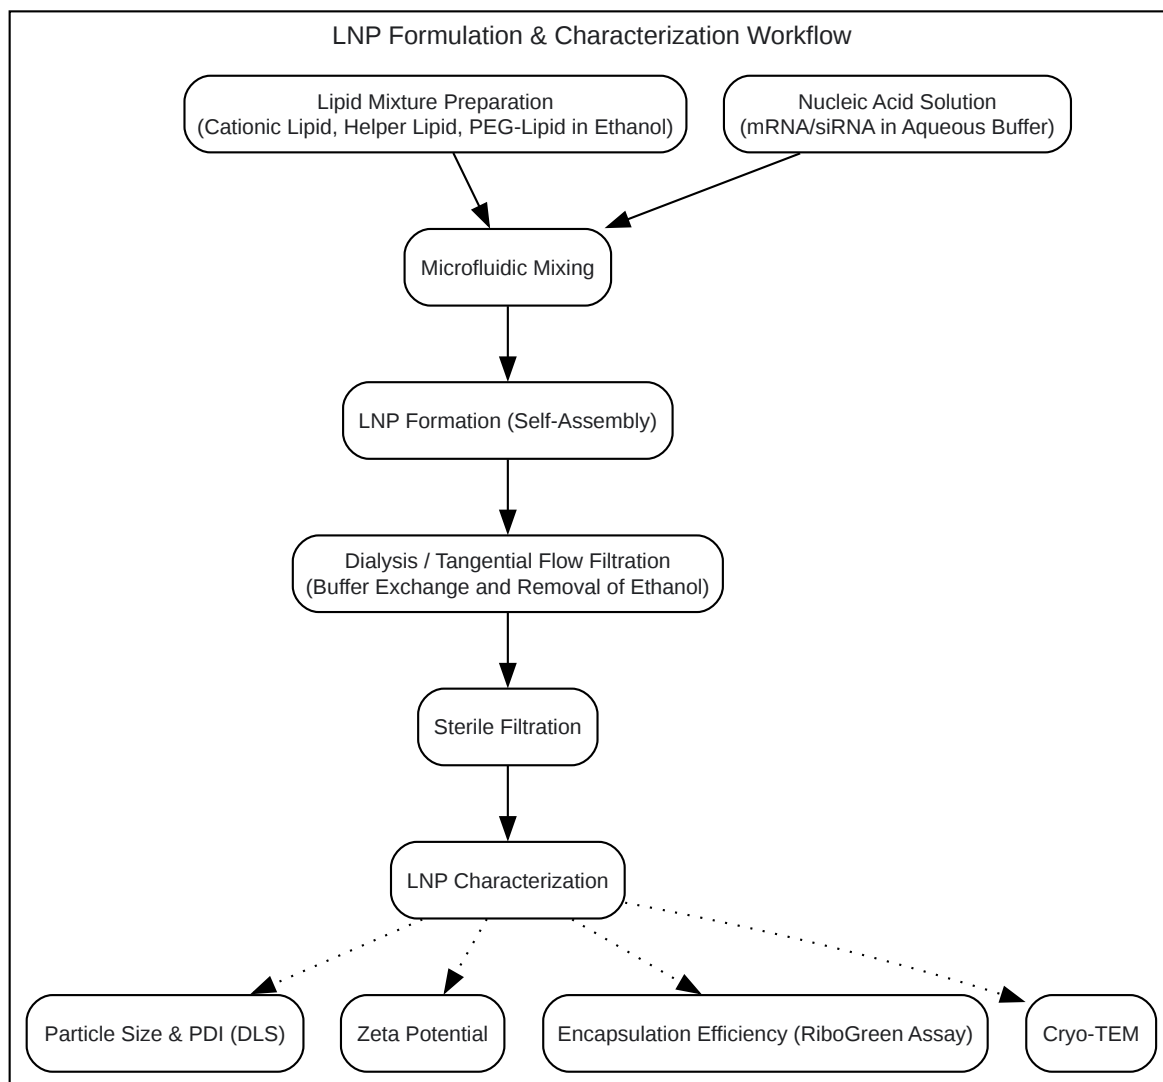 LNP Formulation & Characterization Workflow
Lipid Mixture Preparation
(Cationic Lipid, Helper Lipid, PEG-Lipid in Ethanol)
Nucleic Acid Solution
(mRNA/siRNA in Aqueous Buffer)
Microfluidic Mixing
LNP Formation (Self-Assembly)
Dialysis / Tangential Flow Filtration
(Buffer Exchange and Removal of Ethanol)
Sterile Filtration
LNP Characterization
Particle Size & PDI (DLS)
Zeta Potential
Encapsulation Efficiency (RiboGreen Assay)
Cryo-TEM